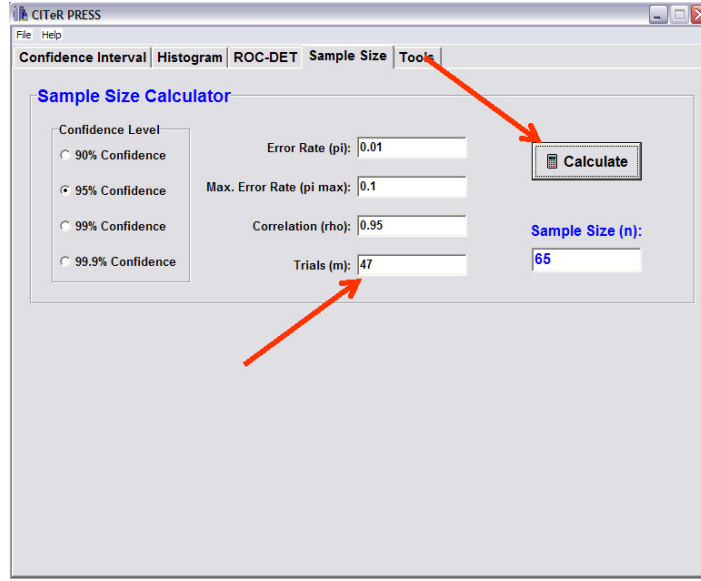 CITeR PRESS
File Help
Confidence Interval Histogram ROC-DET Sample Size Tools
Sample Size Calculator
Confidence Level
90% Confidence
95% Confidence
99% Confidence
99.9% Confidence
Error Rate (pi): 0.01
Max. Error Rate (pi max): 0.1
Correlation (rho): 0.95
Trials (m): 47
Calculate
Sample Size (n):
65